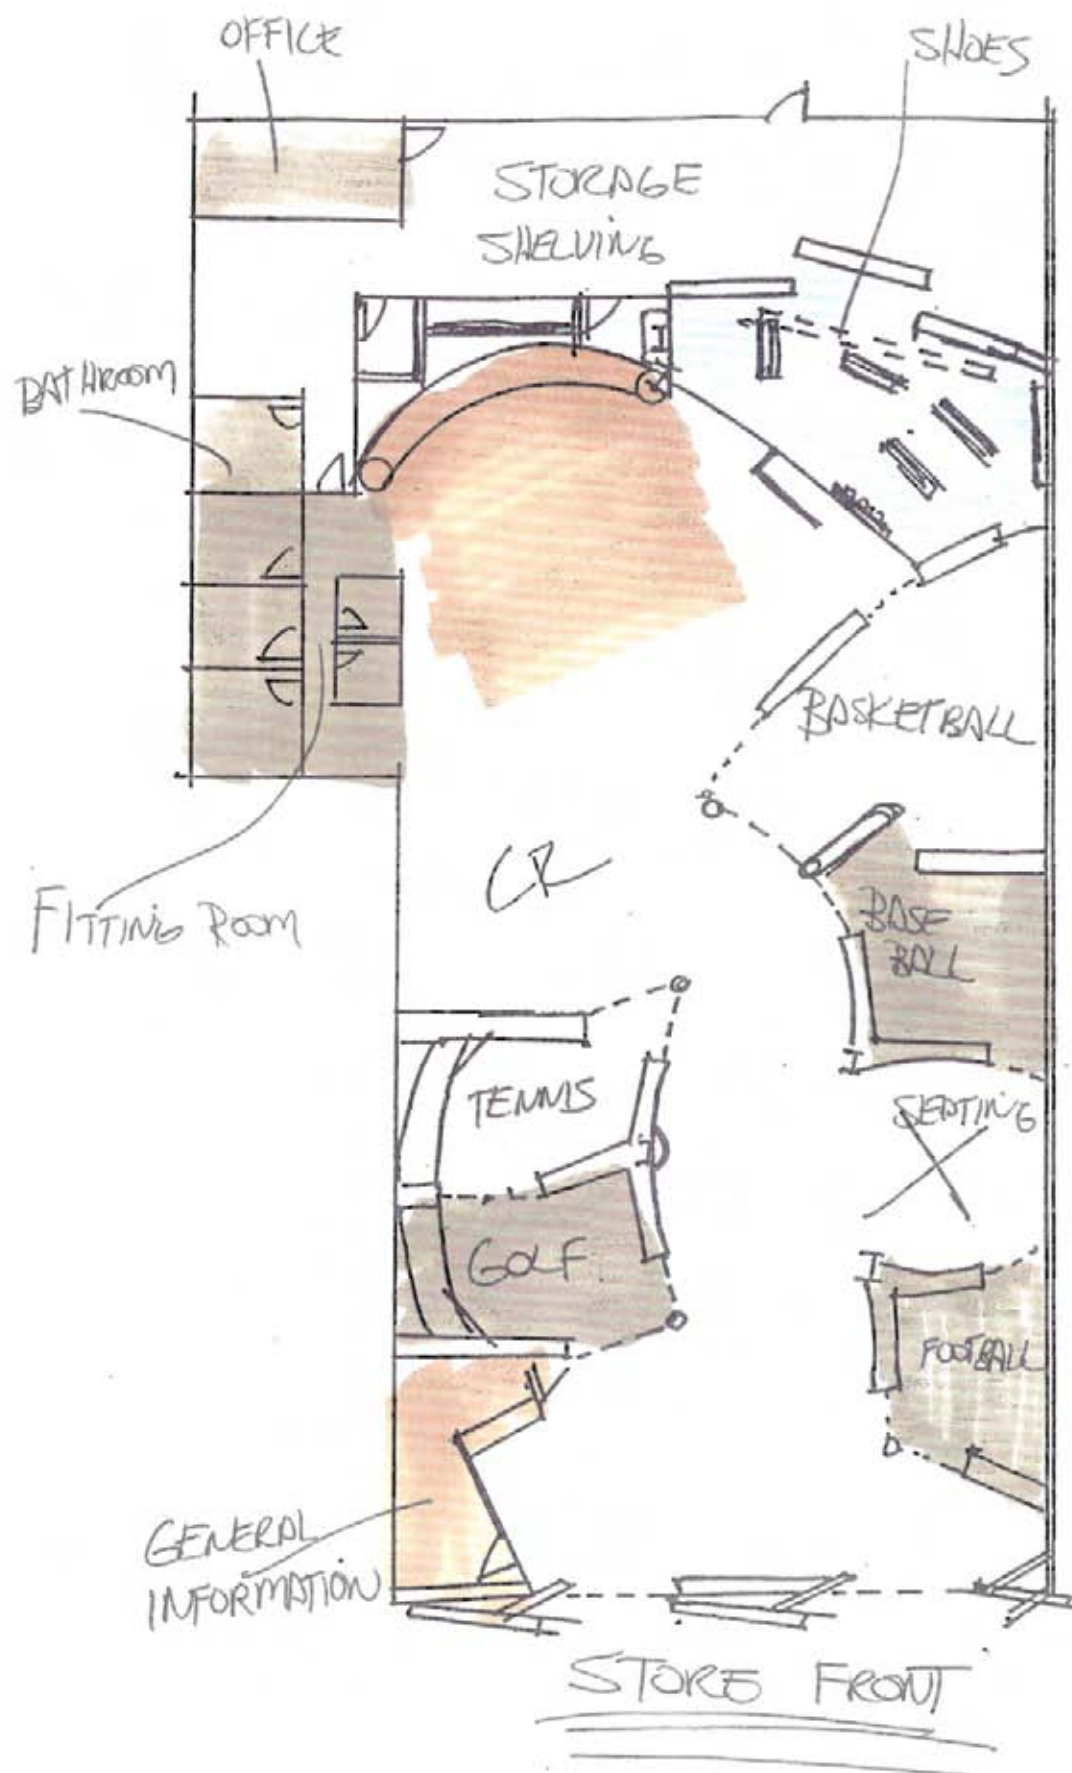 OFFICE
SHOES
STORAGE
SHELVING
BATHROOM
BASKETBALL
CR
FITTING ROOM
BASE
BALL
TENNIS
SEATING
GOLF
FOOTBALL
GENERAL
INFORMATION
STORE FRONT